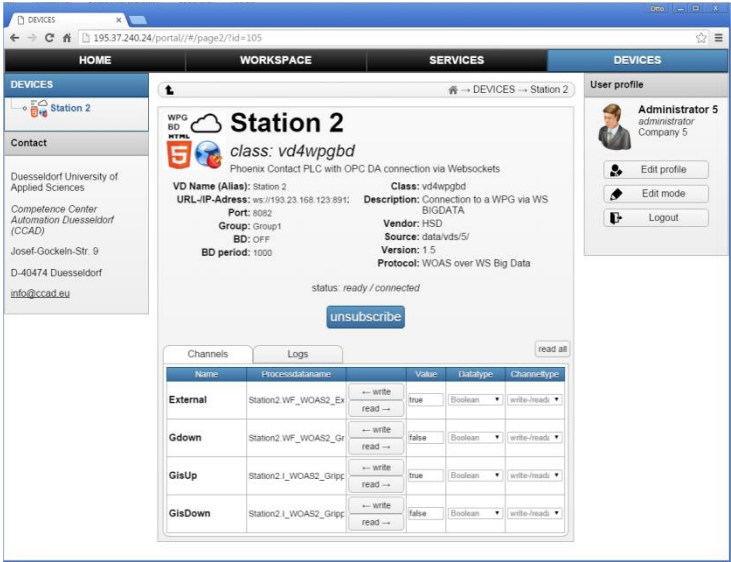 Otto
DEVICES
195.37.240.24/portal//#/page2/?id=105
HOME WORKSPACE SERVICES DEVICES
DEVICES
Station 2
Contact
Duesseldorf University of
Applied Sciences
Competence Center
Automation Duesseldorf
(CCAD)
Josef-Gockeln-Str. 9
D-40474 Duesseldorf
info@ccad.eu
→ DEVICES → Station 2
WPG
BD
HTML
5
Station 2
class: vd4wpgbd
Phoenix Contact PLC with OPC DA connection via Websockets
VD Name (Alias): Station 2
URL-/IP-Adress: ws://193.23.168.123:891
Port: 8082
Group: Group1
BD: OFF
BD period: 1000
Class: vd4wpgbd
Description: Connection to a WPG via WS
BIGDATA
Vendor: HSD
Source: data/vds/5/
Version: 1.5
Protocol: WOAS over WS Big Data
status: ready / connected
unsubscribe
Channels Logs read all
Name Processdataname Value Datatype Channeltype
External Station2.WF_WOAS2_Ex ← write read → true Boolean write-/reada
Gdown Station2.WF_WOAS2_Gr ← write read → false Boolean write-/reada
GisUp Station2.I_WOAS2_Gripp ← write read → true Boolean write-/reada
GisDown Station2.I_WOAS2_Gripp ← write read → false Boolean write-/reada
User profile
Administrator 5
administrator
Company 5
Edit profile
Edit mode
Logout